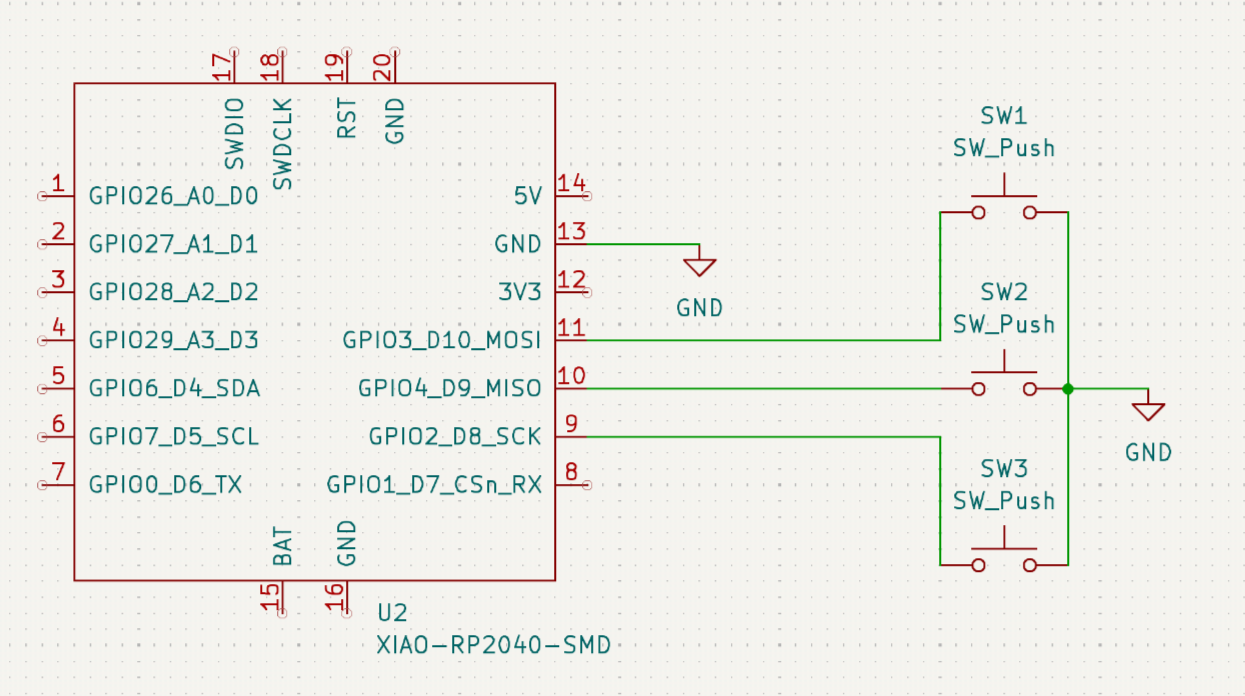 17 18 19 20
SWDIO SWDCLK RST GND
1 GPIO26_A0_D0
2 GPIO27_A1_D1
3 GPIO28_A2_D2
4 GPIO29_A3_D3
5 GPIO6_D4_SDA
6 GPIO7_D5_SCL
7 GPIO0_D6_TX
5V 14
GND 13
3V3 12
GPIO3_D10_MOSI 11
GPIO4_D9_MISO 10
GPIO2_D8_SCK 9
GPIO1_D7_CSn_RX 8
BAT GND
15 16
U2
XIAO-RP2040-SMD
GND
SW1
SW_Push
SW2
SW_Push
GND
SW3
SW_Push